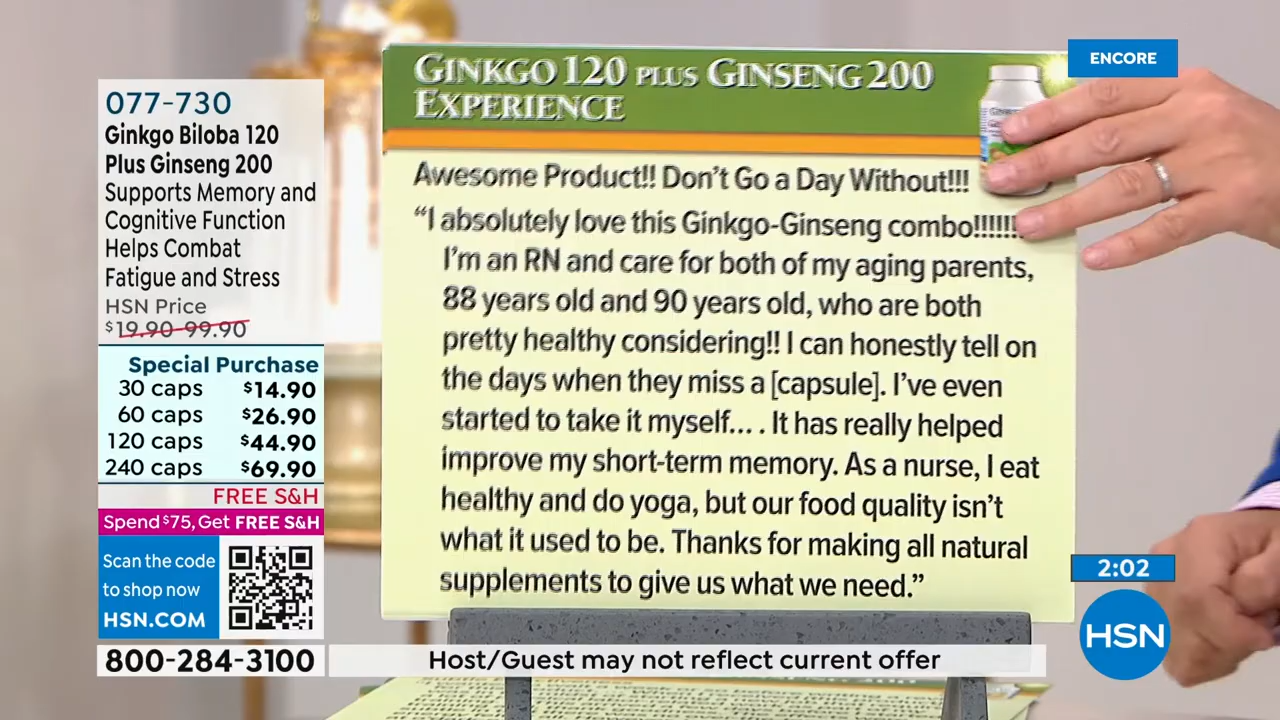 ENCORE
077-730
Ginkgo Biloba 120
Plus Ginseng 200
Supports Memory and
Cognitive Function
Helps Combat
Fatigue and Stress
HSN Price
$19.90-99.90
Special Purchase
30 caps $14.90
60 caps $26.90
120 caps $44.90
240 caps $69.90
FREE S&H
Spend $75, Get FREE S&H
Scan the code
to shop now
HSN.COM
800-284-3100
GINKGO 120 PLUS GINSENG 200
EXPERIENCE
Awesome Product!! Don't Go a Day Without!!!
“I absolutely love this Ginkgo-Ginseng combo!!!!!!!
I'm an RN and care for both of my aging parents,
88 years old and 90 years old, who are both
pretty healthy considering!! I can honestly tell on
the days when they miss a [capsule]. I've even
started to take it myself.... It has really helped
improve my short-term memory. As a nurse, I eat
healthy and do yoga, but our food quality isn't
what it used to be. Thanks for making all natural
supplements to give us what we need.”
2:02
HSN
Host/Guest may not reflect current offer